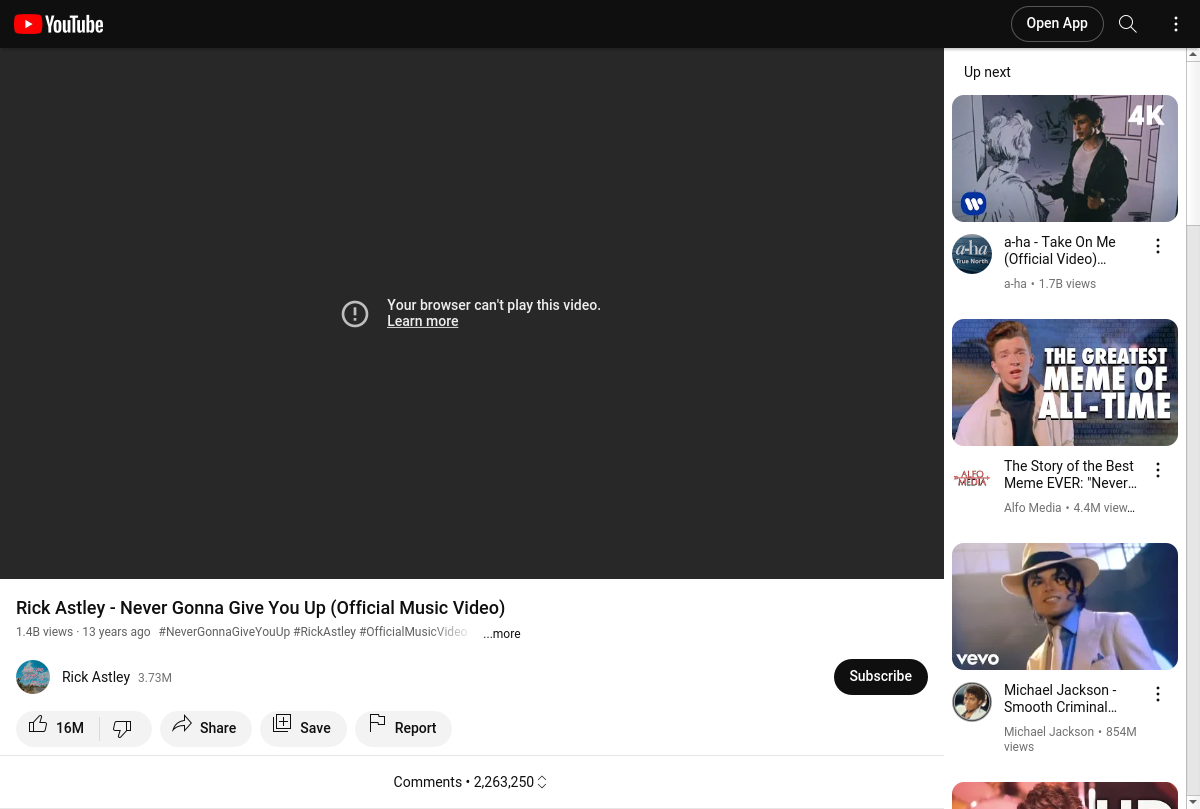 YouTube
Open App
Your browser can't play this video.
Learn more
Rick Astley - Never Gonna Give You Up (Official Music Video)
1.4B views · 13 years ago #NeverGonnaGiveYouUp #RickAstley #OfficialMusicVideo ...more
Rick Astley 3.73M
Subscribe
16M
Share
Save
Report
Comments • 2,263,250
Up next
4K
a-ha
True North
a-ha - Take On Me
(Official Video)…
a-ha • 1.7B views
THE GREATEST
MEME OF
ALL-TIME
ALFO
MEDIA
The Story of the Best
Meme EVER: "Never…
Alfo Media • 4.4M view…
vevo
Michael Jackson -
Smooth Criminal…
Michael Jackson • 854M
views